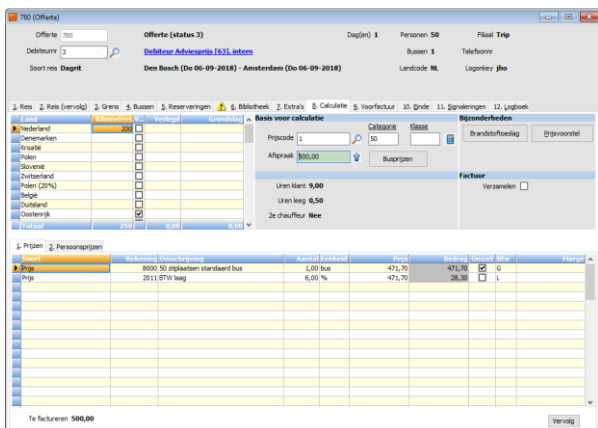 780 (Offerte)
Offerte 780 Offerte (status 3) Dag(en) 1 Personen 50 Filiaal Trip
Debiteurnr 3 Debiteur Adviesprijs [63], intern Bussen 1 Telefoonnr
Soort reis Dagrit Den Bosch (Do 06-09-2018) - Amsterdam (Do 06-09-2018) Landcode NL Logonkey jho
1. Reis 2. Reis (vervolg) 3. Grens 4. Bussen 5. Reserveringen 6. Bibliotheek 7. Extra's 8. Calculatie 9. Voorfactuur 10. Einde 11. Signaleringen 12. Logboek
Land Kilometers V... Verlegd Grondslag Basis voor calculatie Bijzonderheden
Nederland 200 Categorie Klasse
Denemarken Prijscode 1 50 Brandstoftoeslag Prijsvoorstel
Kroatië
Polen Afspraak 500,00 Busprijzen
Slovenië
Zwitserland Factuur
Polen (20%) Uren klant 9,00 Verzamelen
België Uren leeg 0,50
Duitsland
Oostenrijk 2e chauffeur Nee
Totaal 250 0,00 0,00
1. Prijzen 2. Persoonsprijzen
Soort Rekening Omschrijving Aantal Eenheid Prijs Bedrag Omzet Btw Marge
Prijs 8000 50 zitplaatsen standaard bus 1,00 bus 471,70 471,70 G
Prijs 2011 BTW laag 6,00 % 471,70 28,30 L
Te factureren 500,00 Vervolg